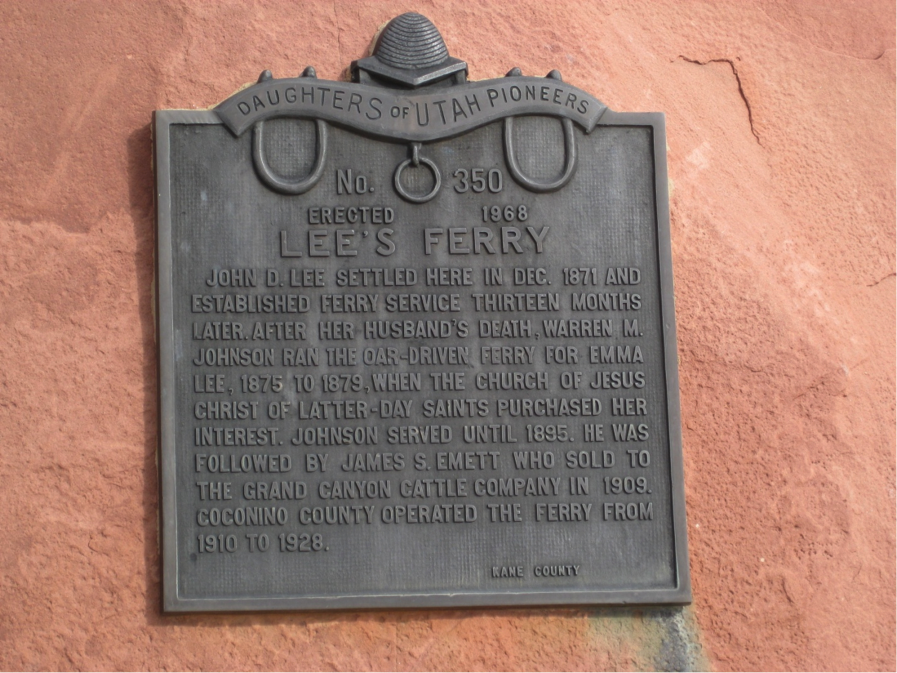 DAUGHTERS OF UTAH PIONEERS
No. 350
ERECTED 1968
LEE'S FERRY
JOHN D. LEE SETTLED HERE IN DEC. 1871 AND
ESTABLISHED FERRY SERVICE THIRTEEN MONTHS
LATER. AFTER HER HUSBAND'S DEATH, WARREN M.
JOHNSON RAN THE OAR-DRIVEN FERRY FOR EMMA
LEE, 1875 TO 1879, WHEN THE CHURCH OF JESUS
CHRIST OF LATTER-DAY SAINTS PURCHASED HER
INTEREST. JOHNSON SERVED UNTIL 1895. HE WAS
FOLLOWED BY JAMES S. EMETT WHO SOLD TO
THE GRAND CANYON CATTLE COMPANY IN 1909.
COCONINO COUNTY OPERATED THE FERRY FROM
1910 TO 1928.
KANE COUNTY